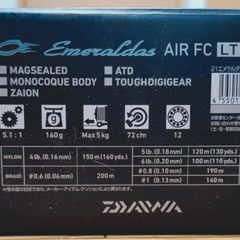 Emeraldas AIR FC LT
MAGSEALED
ATD
MONOCOQUE BODY
TOUGHDIGIGEAR
ZAION
21エメラルダ
5.1 : 1
160g
Max5kg
72cm
12
NYLON
4lb.(0.16mm)
150m(160yds.)
5lb.(0.18mm)
120m(130yds.)
6lb.(0.20mm)
100m(110yds.)
BRAID
#0.6(0.06mm)
200m
#0.8(0.10mm)
190m
#1(0.13mm)
140m
DAIWA